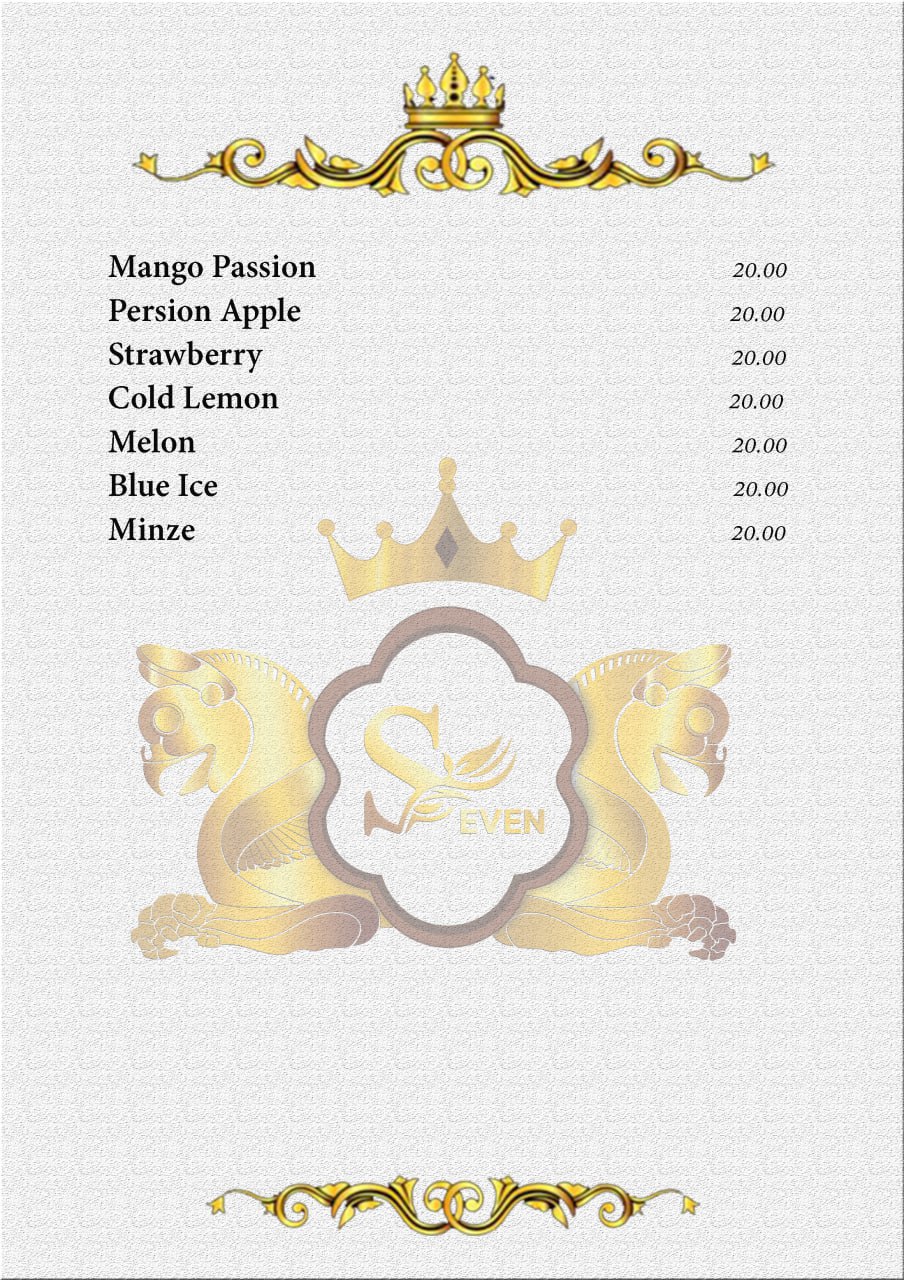 Mango Passion 20.00
Persion Apple 20.00
Strawberry 20.00
Cold Lemon 20.00
Melon 20.00
Blue Ice 20.00
Minze 20.00
SEVEN